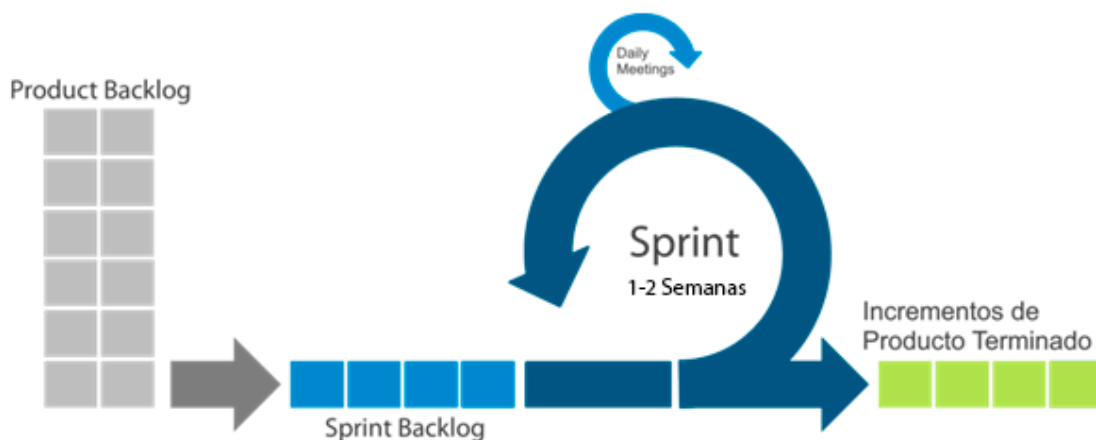 Daily
Meetings
Product Backlog
Sprint
1-2 Semanas
Incrementos de
Producto Terminado
Sprint Backlog